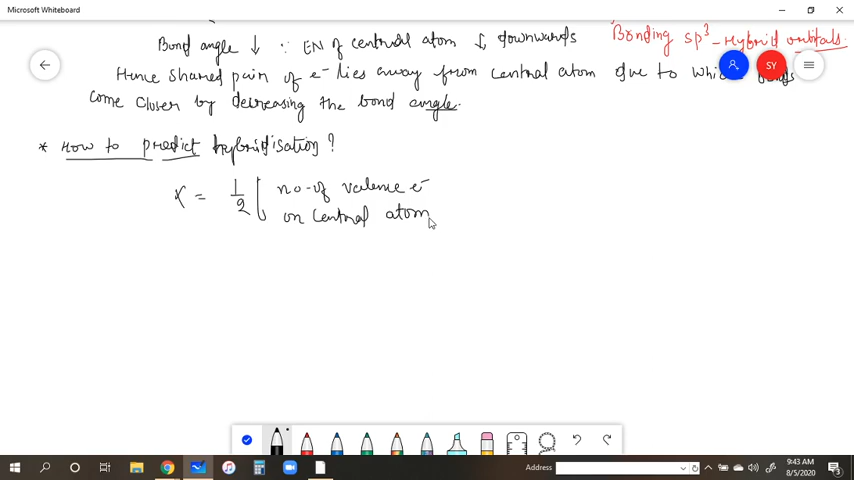 Microsoft Whiteboard
Bond angle ↓ ∵ EN of central atom ↓ downwards
Bonding sp³-Hybrid orbitals.
Hence shared pair of e⁻ lies away from central atom due to which
come closer by decreasing the bond angle.
* How to predict hybridisation?
X = 1/2 [ no. of valence e⁻
on central atom
SY
Address
9:43 AM
8/5/2020